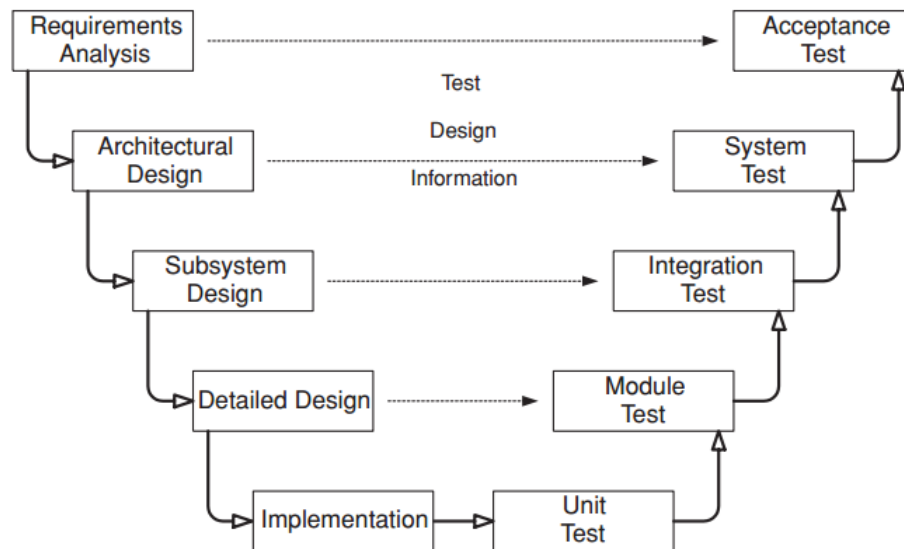 Requirements
Analysis
Acceptance
Test
Test
Design
Information
Architectural
Design
System
Test
Subsystem
Design
Integration
Test
Detailed Design
Module
Test
Implementation
Unit
Test